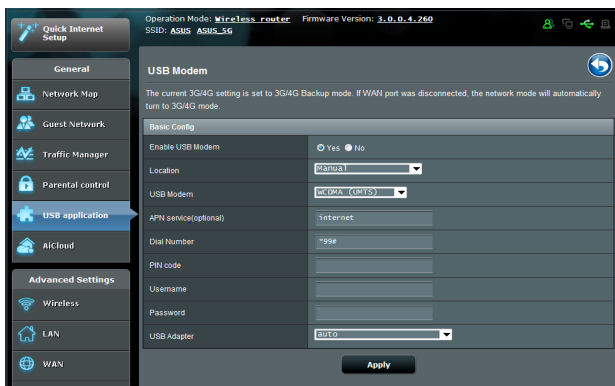 Quick Internet
Setup
Operation Mode: Wireless router Firmware Version: 3.0.0.4.260
SSID: ASUS ASUS_5G
General
Network Map
Guest Network
Traffic Manager
Parental control
USB application
AiCloud
Advanced Settings
Wireless
LAN
WAN
USB Modem
The current 3G/4G setting is set to 3G/4G Backup mode. If WAN port was disconnected, the network mode will automatically
turn to 3G/4G mode.
Basic Config
Enable USB Modem Yes No
Location Manual
USB Modem WCDMA (UMTS)
APN service(optional) internet
Dial Number *99#
PIN code
Username
Password
USB Adapter auto
Apply